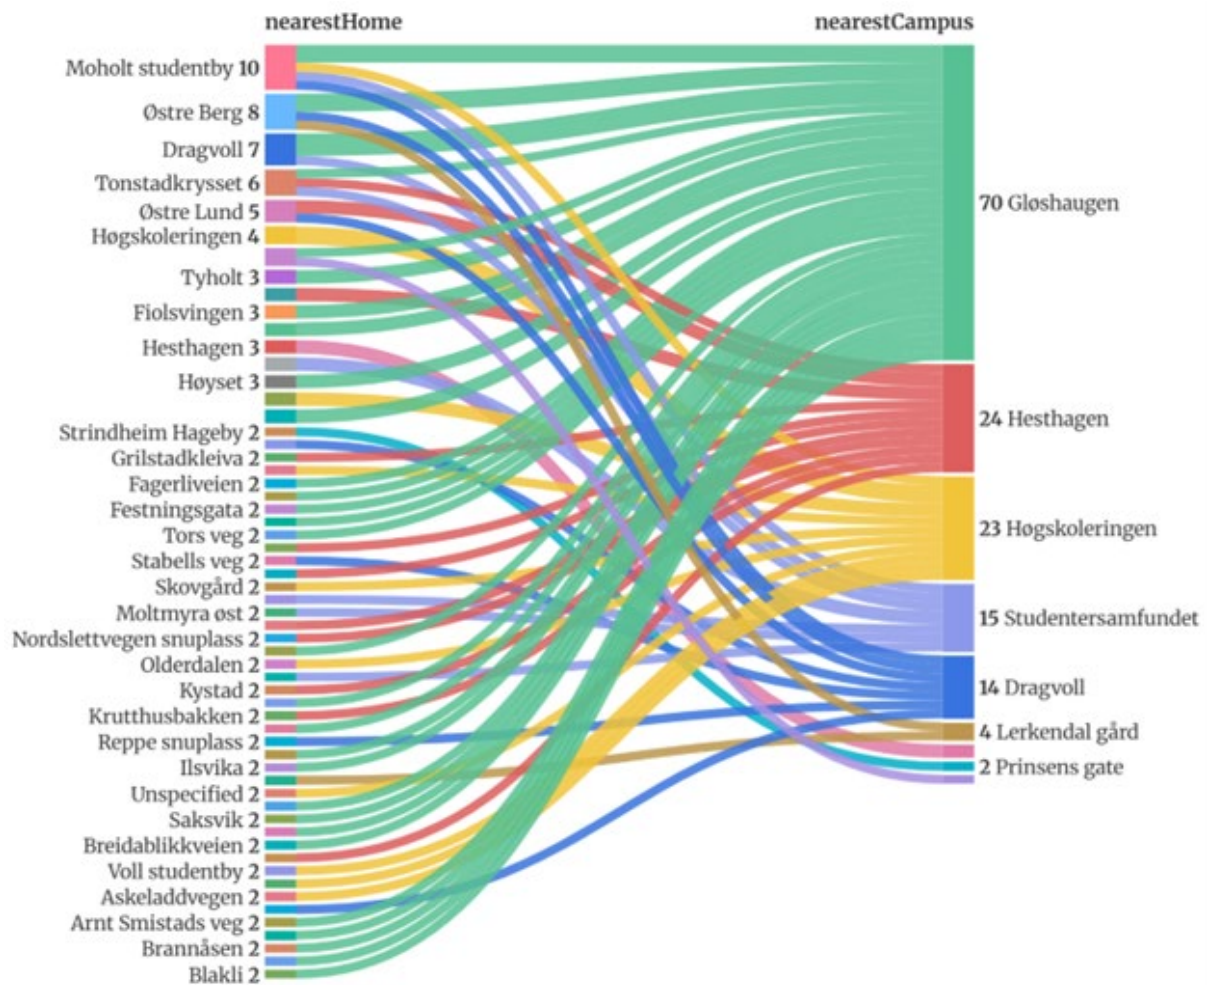 nearestHome
nearestCampus
Moholt studentby 10
Østre Berg 8
Dragvoll 7
Tonstadkrysset 6
Østre Lund 5
Høgskoleringen 4
Tyholt 3
Fiolsvingen 3
Hesthagen 3
Høyset 3
Strindheim Hageby 2
Grilstadkleiva 2
Fagerliveien 2
Festningsgata 2
Tors veg 2
Stabells veg 2
Skovgård 2
Moltmyra øst 2
Nordslettvegen snuplass 2
Olderdalen 2
Kystad 2
Krutthusbakken 2
Reppe snuplass 2
Ilsvika 2
Unspecified 2
Saksvik 2
Breidablikkveien 2
Voll studentby 2
Askeladdvegen 2
Arnt Smistads veg 2
Brannåsen 2
Blakli 2
70 Gløshaugen
24 Hesthagen
23 Høgskoleringen
15 Studentersamfundet
14 Dragvoll
4 Lerkendal gård
2 Prinsens gate